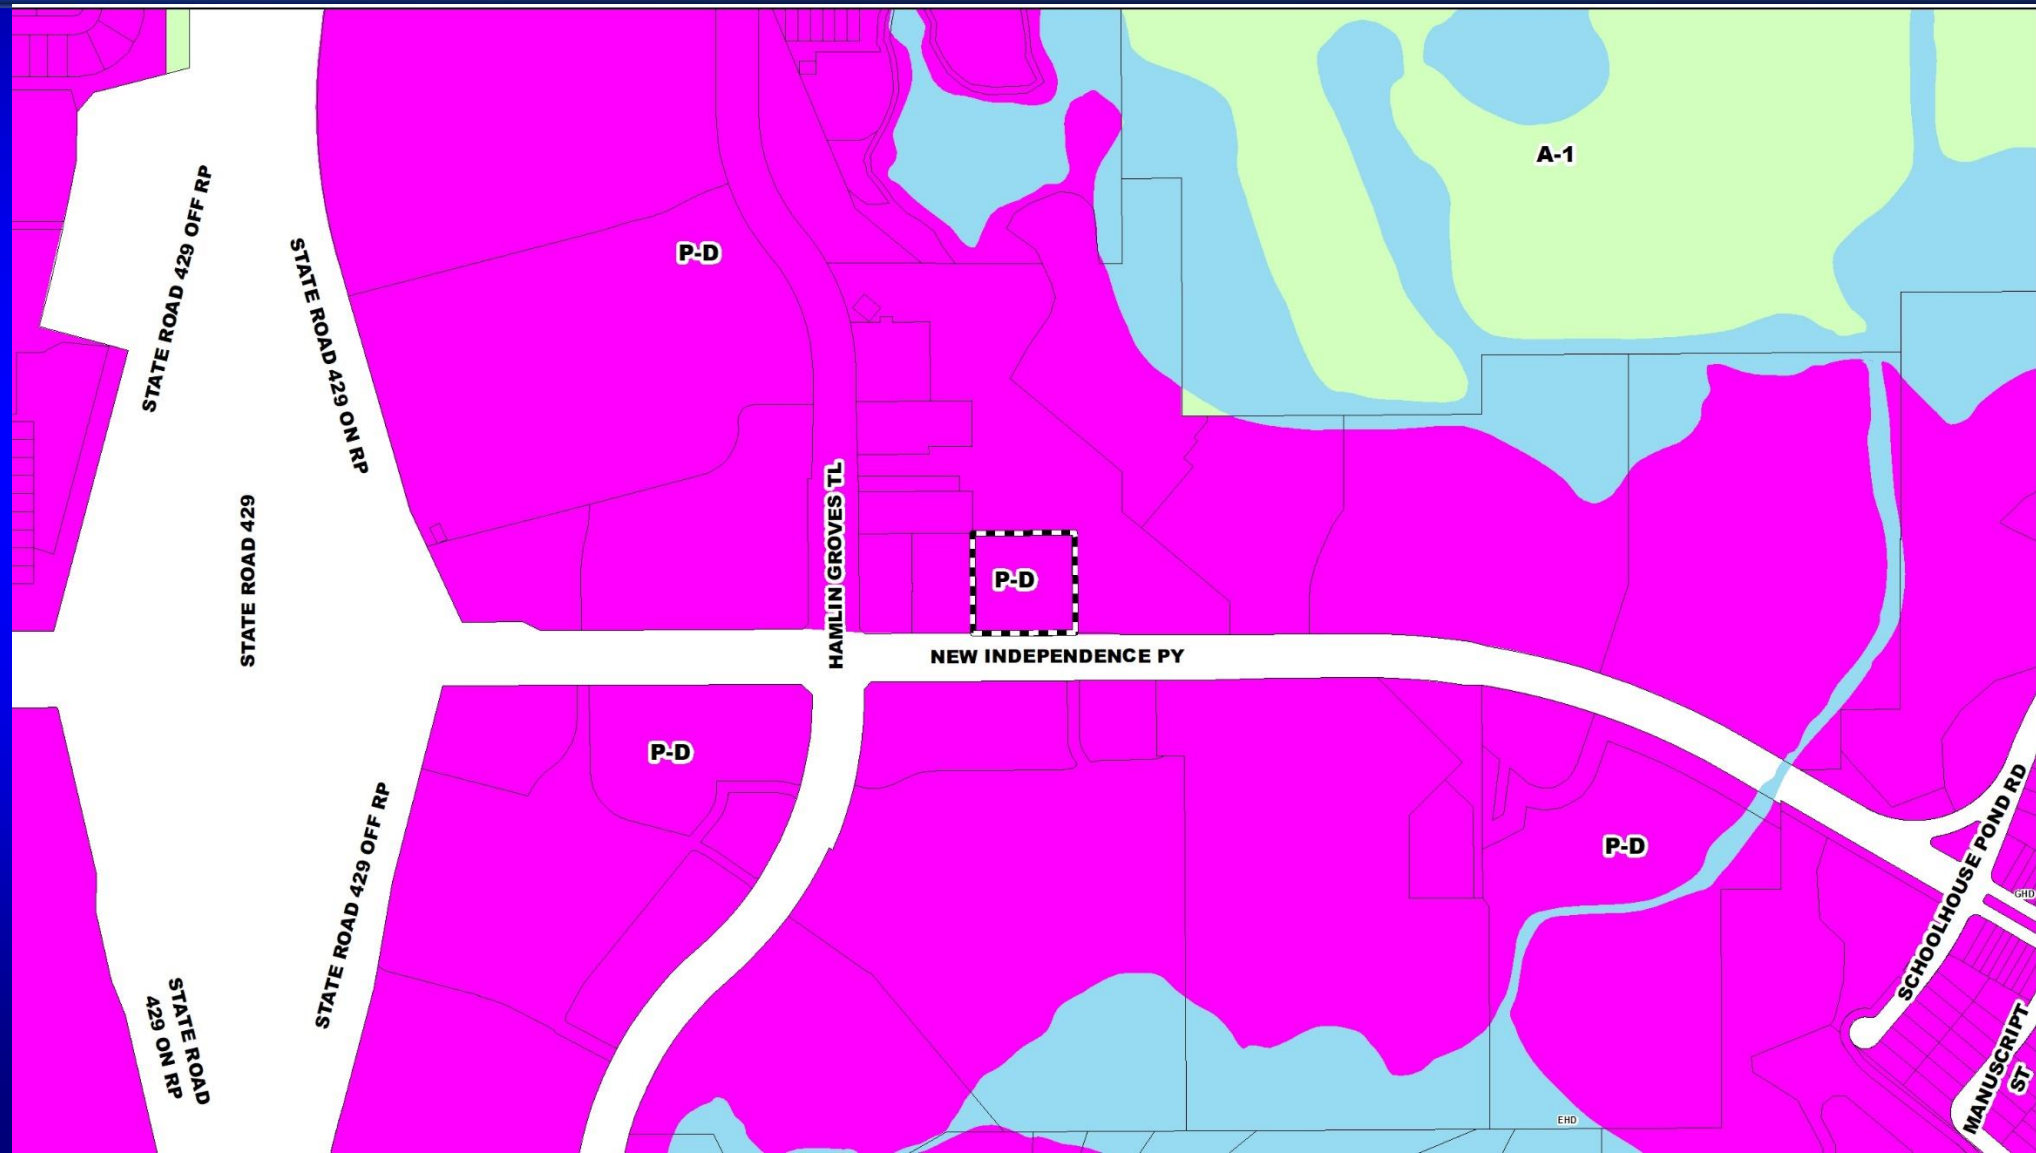 A-1
STATE ROAD 429 OFF RP
P-D
STATE ROAD 429 ON RP
STATE ROAD 429
HAMLIN GROVES TL
P-D
NEW INDEPENDENCE PY
P-D
STATE ROAD 429 OFF RP
P-D
SCHOOLHOUSE POND RD
GHD
STATE ROAD
429 ON RP
MANUSCRIPT
ST
EHD